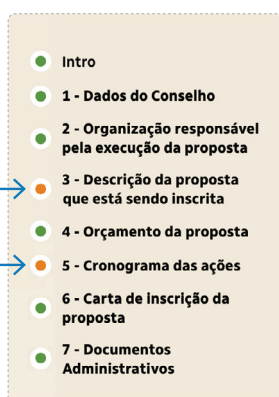 Intro
1 - Dados do Conselho
2 - Organização responsável
pela execução da proposta
3 - Descrição da proposta
que está sendo inscrita
4 - Orçamento da proposta
5 - Cronograma das ações
6 - Carta de inscrição da
proposta
7 - Documentos
Administrativos